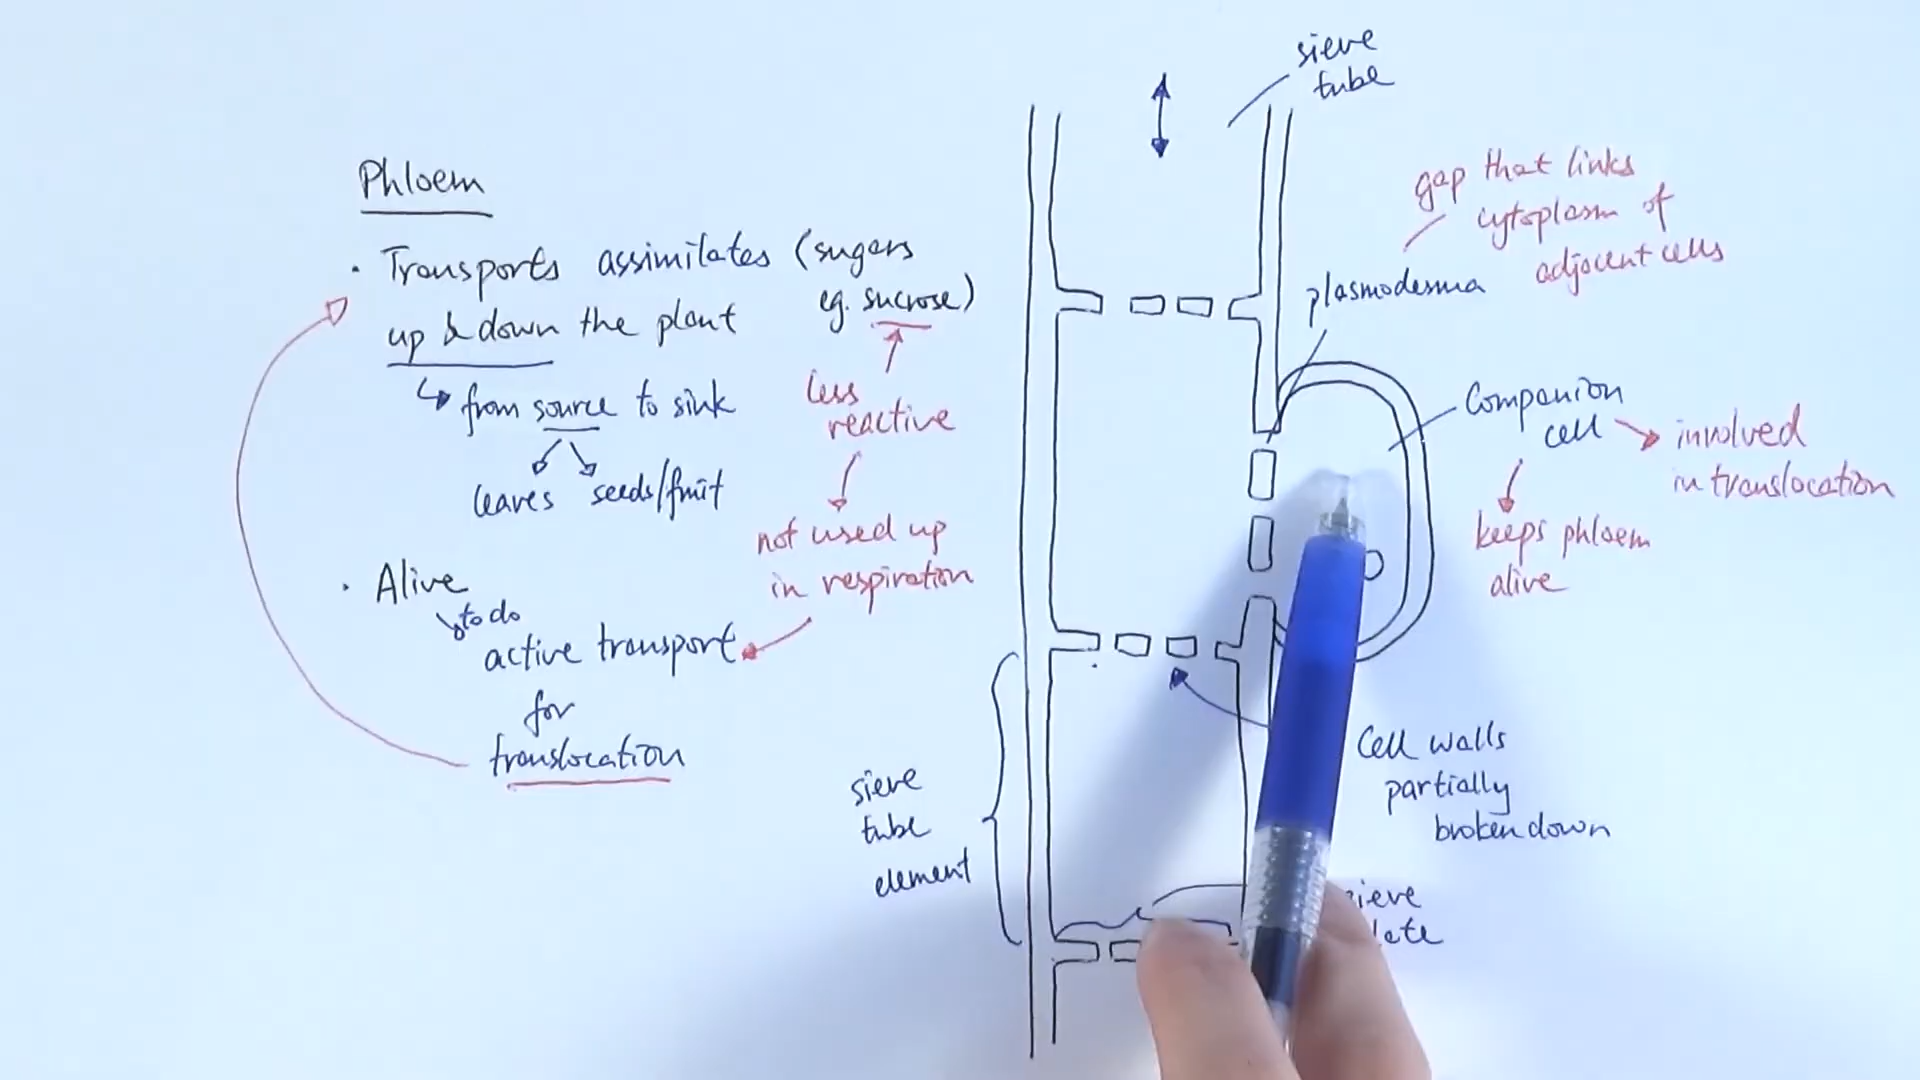 Phloem
· Transports assimilates (sugars
eg. sucrose)
up & down the plant
from source to sink
leaves seeds/fruit
less
reactive
not used up
in respiration
· Alive
to do
active transport
for
translocation
sieve
tube
gap that links
cytoplasm of
adjacent cells
plasmodesma
Companion
cell
involved
in translocation
keeps phloem
alive
Cell walls
partially
broken down
sieve
tube
element